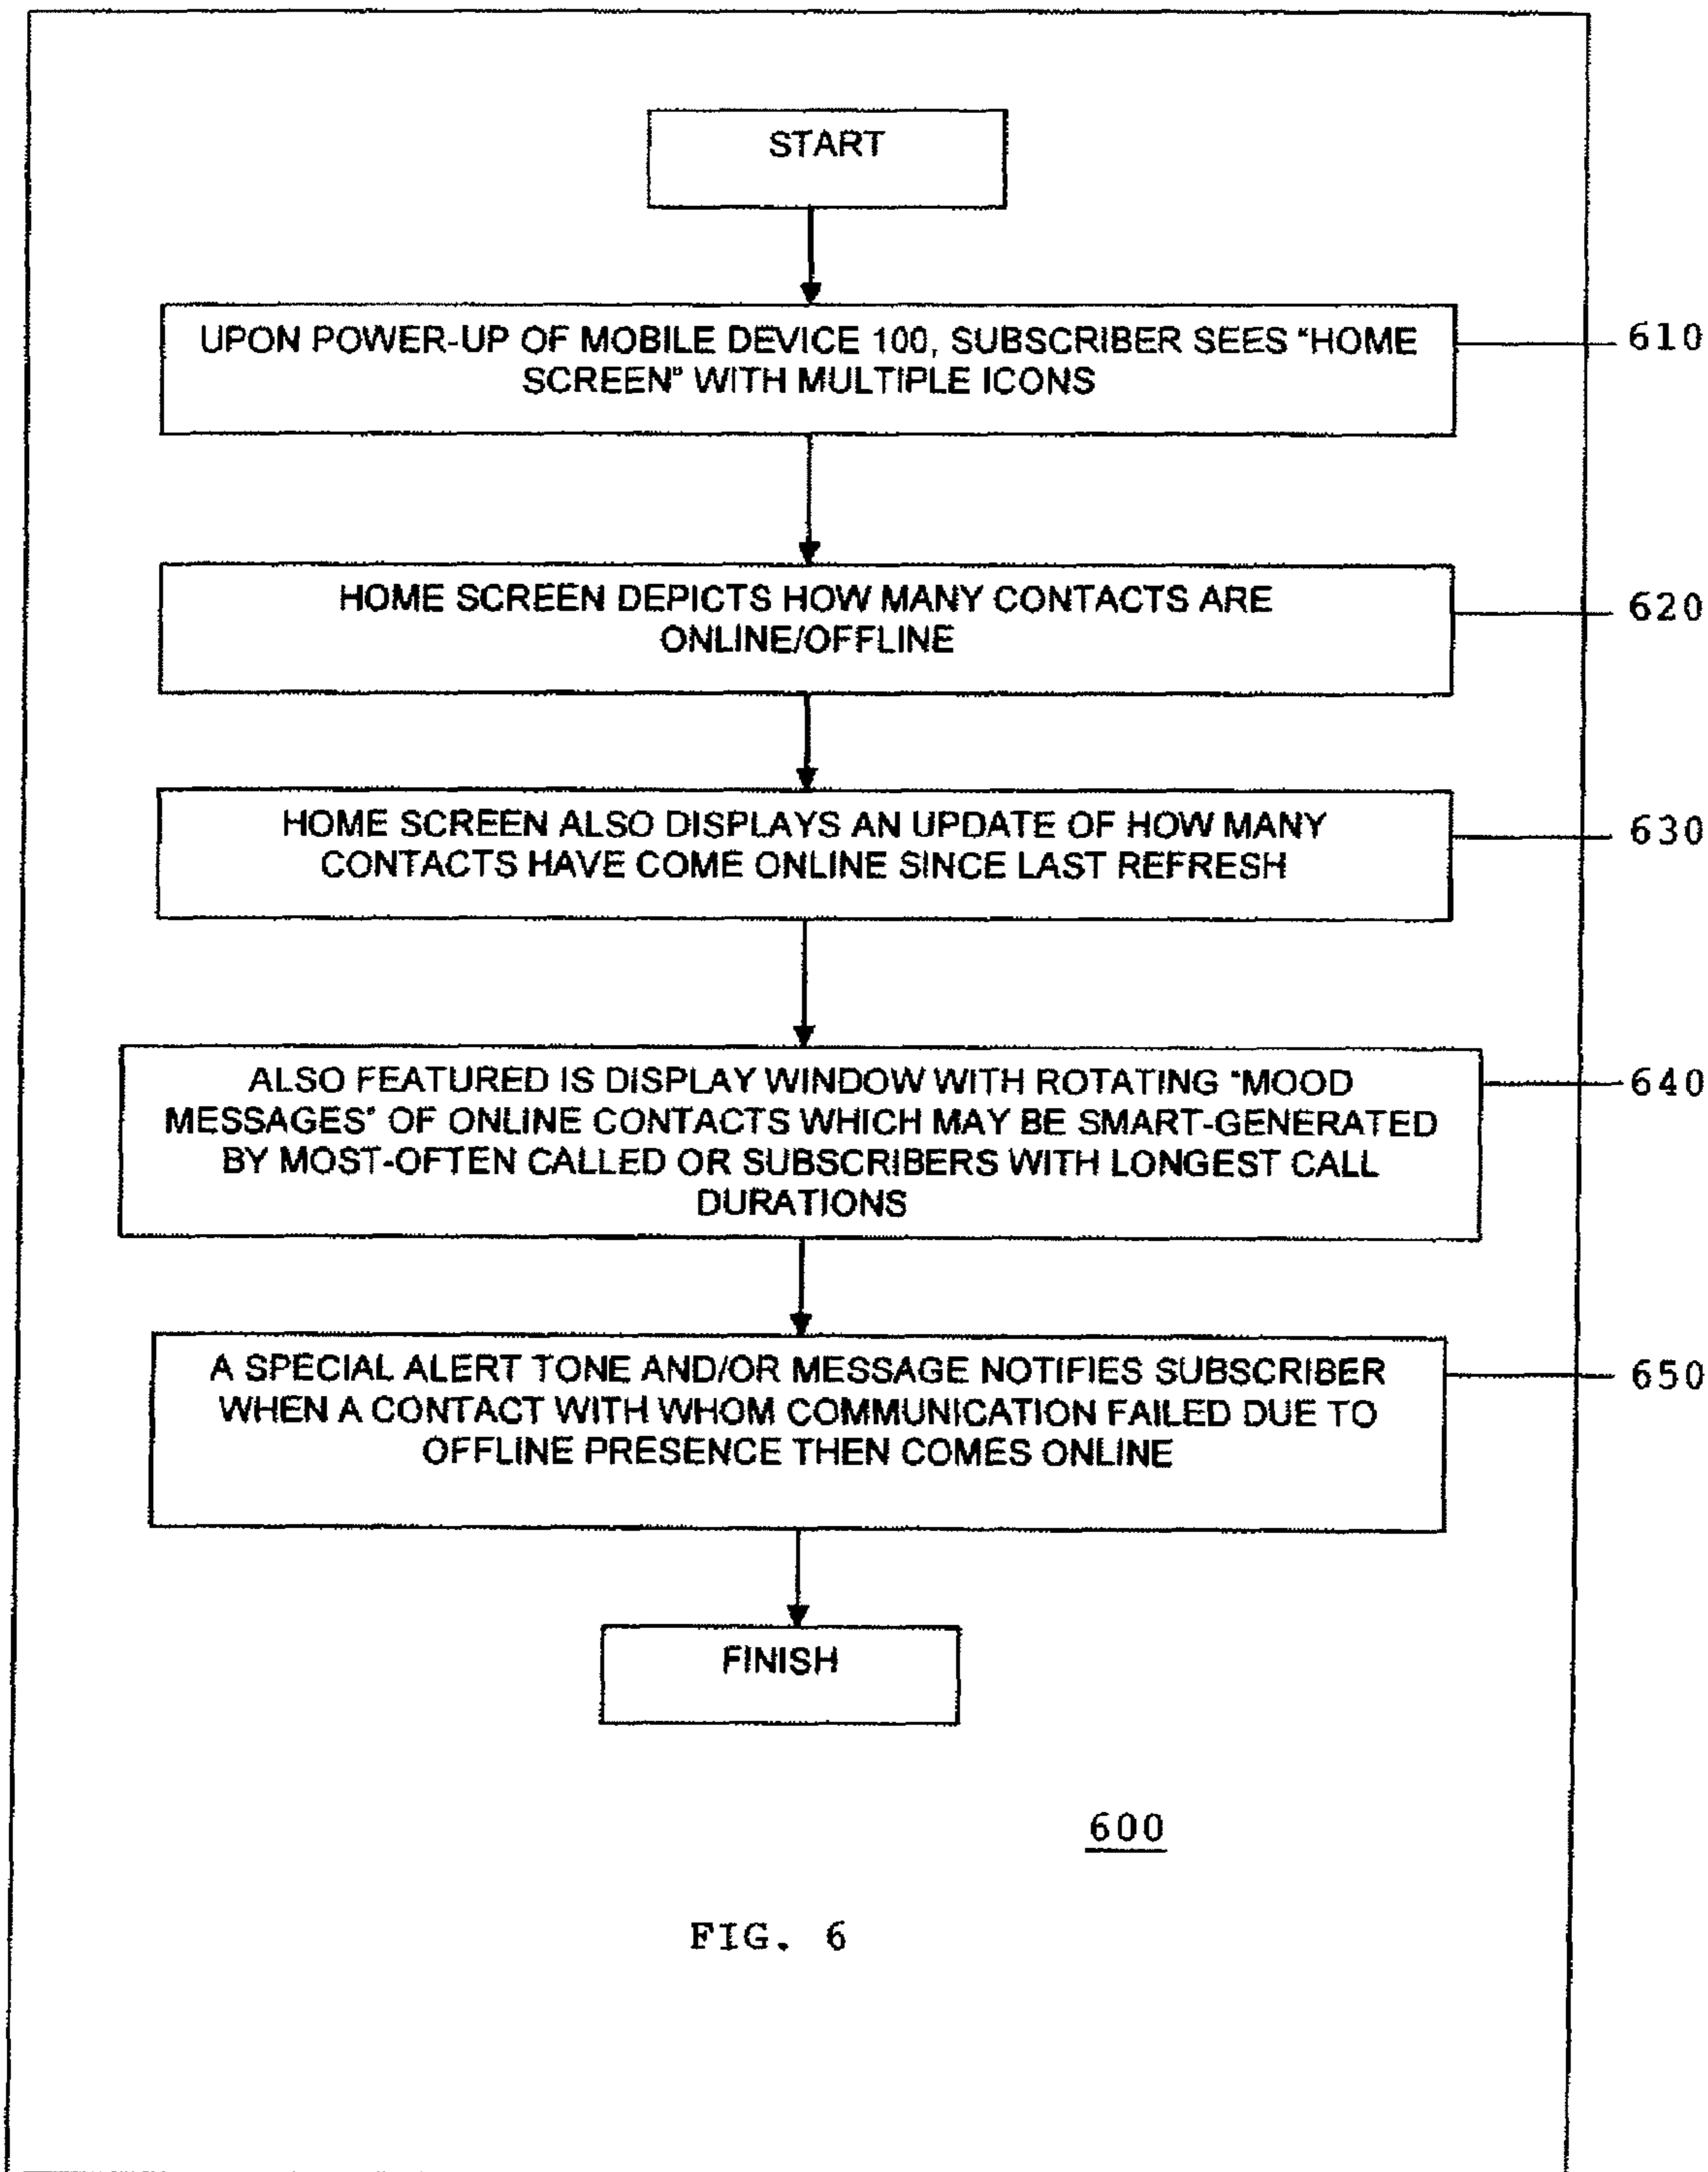 START
UPON POWER-UP OF MOBILE DEVICE 100, SUBSCRIBER SEES "HOME
SCREEN" WITH MULTIPLE ICONS
610
HOME SCREEN DEPICTS HOW MANY CONTACTS ARE
ONLINE/OFFLINE
620
HOME SCREEN ALSO DISPLAYS AN UPDATE OF HOW MANY
CONTACTS HAVE COME ONLINE SINCE LAST REFRESH
630
ALSO FEATURED IS DISPLAY WINDOW WITH ROTATING "MOOD
MESSAGES" OF ONLINE CONTACTS WHICH MAY BE SMART-GENERATED
BY MOST-OFTEN CALLED OR SUBSCRIBERS WITH LONGEST CALL
DURATIONS
640
A SPECIAL ALERT TONE AND/OR MESSAGE NOTIFIES SUBSCRIBER
WHEN A CONTACT WITH WHOM COMMUNICATION FAILED DUE TO
OFFLINE PRESENCE THEN COMES ONLINE
650
FINISH
600
FIG. 6